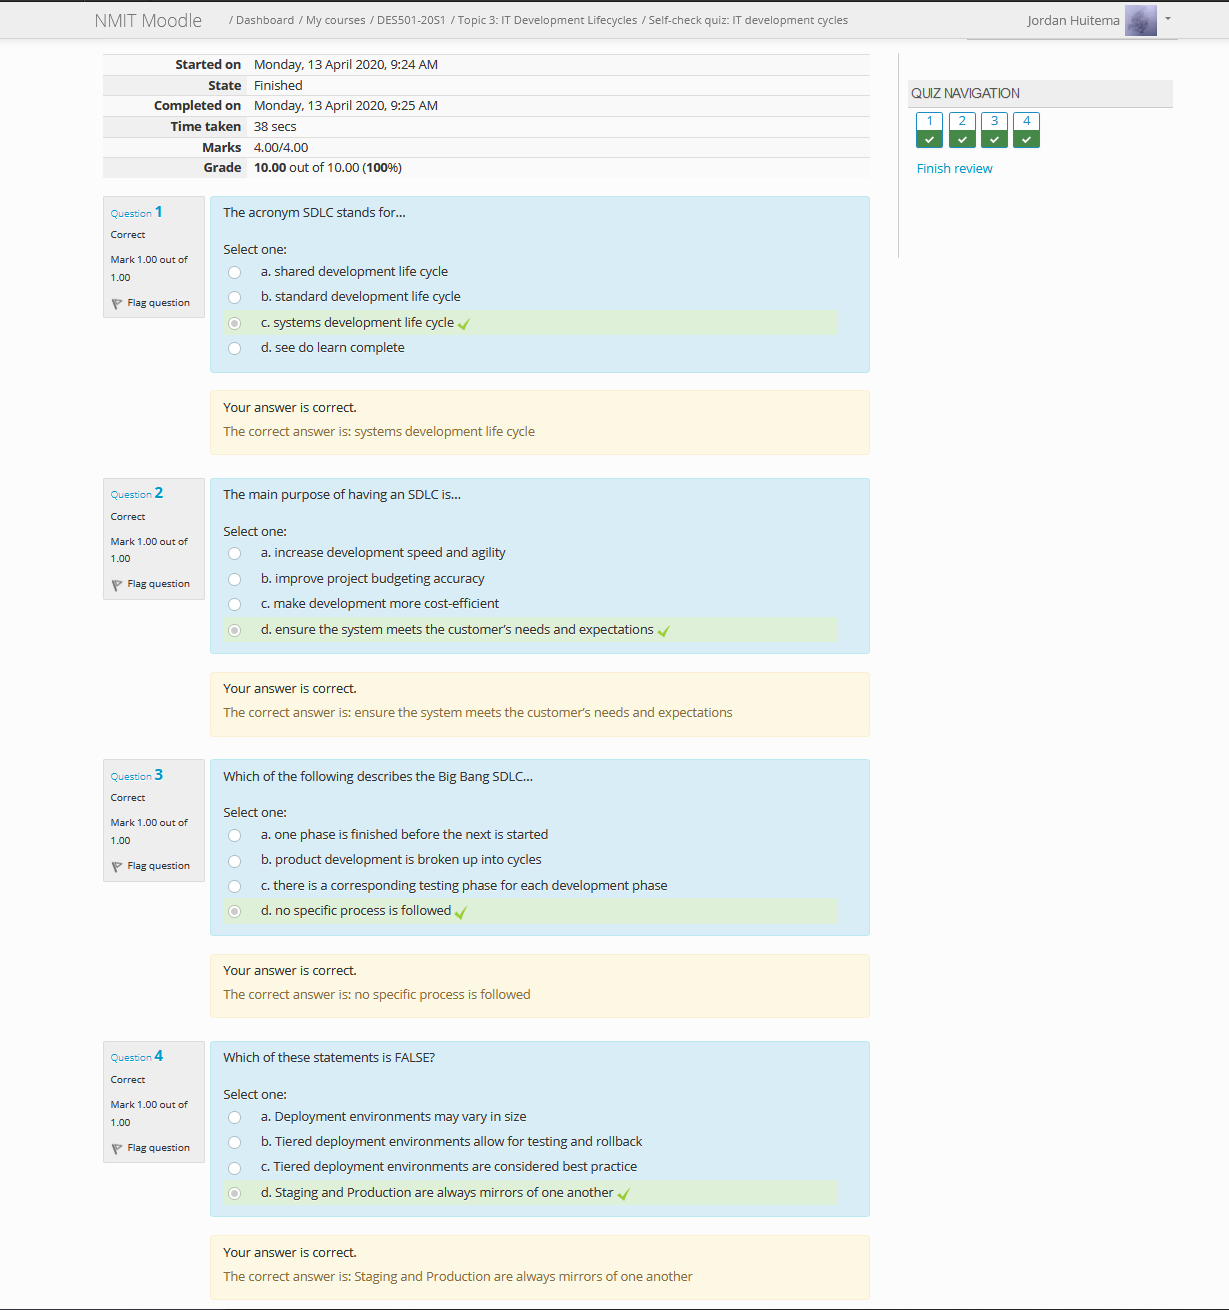 NMIT Moodle / Dashboard / My courses / DES501-20S1 / Topic 3: IT Development Lifecycles / Self-check quiz: IT development cycles Jordan Huitema
Started on Monday, 13 April 2020, 9:24 AM
State Finished
Completed on Monday, 13 April 2020, 9:25 AM
Time taken 38 secs
Marks 4.00/4.00
Grade 10.00 out of 10.00 (100%)
QUIZ NAVIGATION
1 2 3 4
Finish review
Question 1
Correct
Mark 1.00 out of
1.00
Flag question
The acronym SDLC stands for...
Select one:
a. shared development life cycle
b. standard development life cycle
c. systems development life cycle
d. see do learn complete
Your answer is correct.
The correct answer is: systems development life cycle
Question 2
Correct
Mark 1.00 out of
1.00
Flag question
The main purpose of having an SDLC is...
Select one:
a. increase development speed and agility
b. improve project budgeting accuracy
c. make development more cost-efficient
d. ensure the system meets the customer's needs and expectations
Your answer is correct.
The correct answer is: ensure the system meets the customer's needs and expectations
Question 3
Correct
Mark 1.00 out of
1.00
Flag question
Which of the following describes the Big Bang SDLC...
Select one:
a. one phase is finished before the next is started
b. product development is broken up into cycles
c. there is a corresponding testing phase for each development phase
d. no specific process is followed
Your answer is correct.
The correct answer is: no specific process is followed
Question 4
Correct
Mark 1.00 out of
1.00
Flag question
Which of these statements is FALSE?
Select one:
a. Deployment environments may vary in size
b. Tiered deployment environments allow for testing and rollback
c. Tiered deployment environments are considered best practice
d. Staging and Production are always mirrors of one another
Your answer is correct.
The correct answer is: Staging and Production are always mirrors of one another